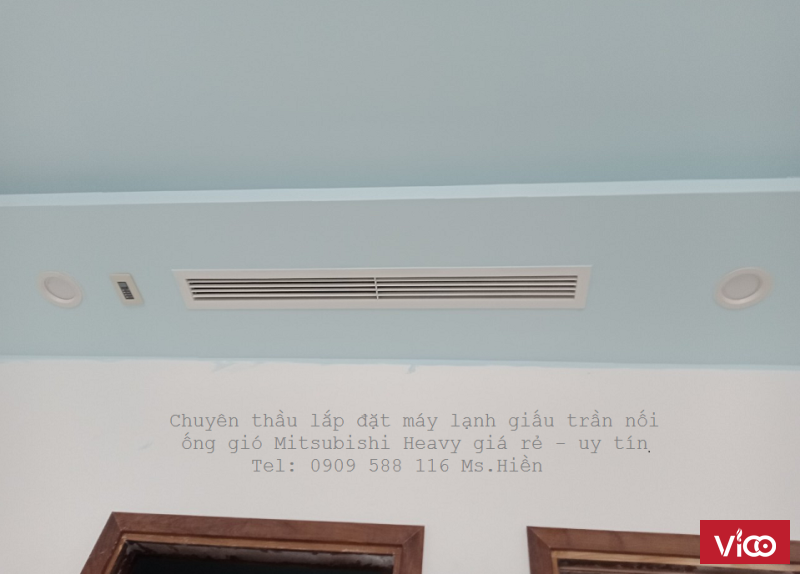 Chuyên thầu lắp đặt máy lạnh giấu trần nối
ống gió Mitsubishi Heavy giá rẻ - uy tín.
Tel: 0909 588 116 Ms.Hiền
ViCO